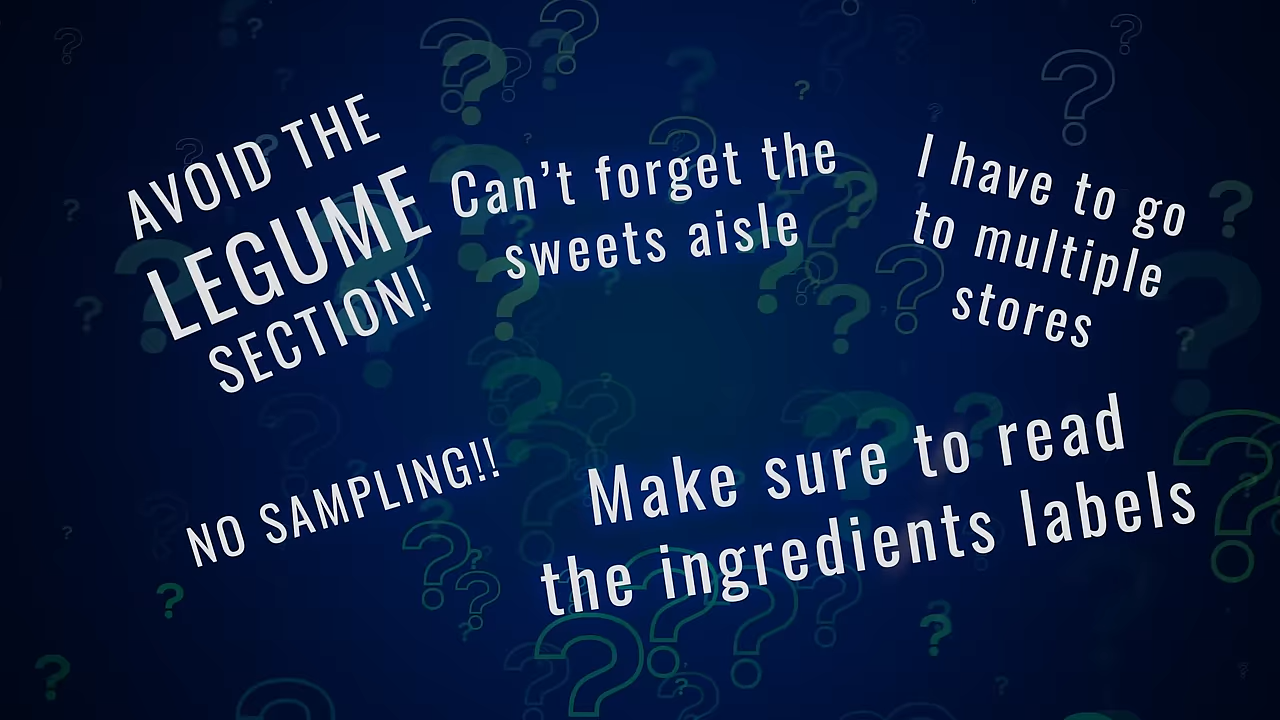 AVOID THE
LEGUME
SECTION!
Can’t forget the
sweets aisle
I have to go
to multiple
stores
NO SAMPLING!!
Make sure to read
the ingredients labels